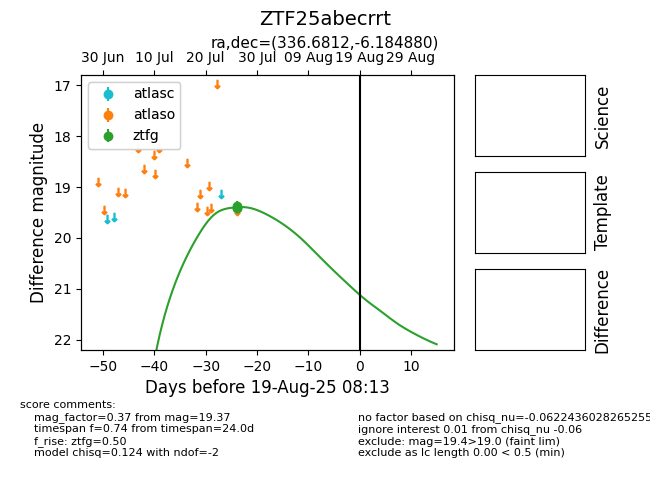 ZTF25abecrrt
ra,dec=(336.6812,-6.184880)
30 Jun 10 Jul 20 Jul 30 Jul 09 Aug 19 Aug 29 Aug
atlasc
atlaso
ztfg
17
18
19
20
21
22
Difference magnitude
−50 −40 −30 −20 −10 0 10
Days before 19-Aug-25 08:13
Science
Template
Difference
score comments:
mag_factor=0.37 from mag=19.37
timespan f=0.74 from timespan=24.0d
f_rise: ztfg=0.50
model chisq=0.124 with ndof=-2
no factor based on chisq_nu=-0.0622436028265255
ignore interest 0.01 from chisq_nu -0.06
exclude: mag=19.4>19.0 (faint lim)
exclude as lc length 0.00 < 0.5 (min)